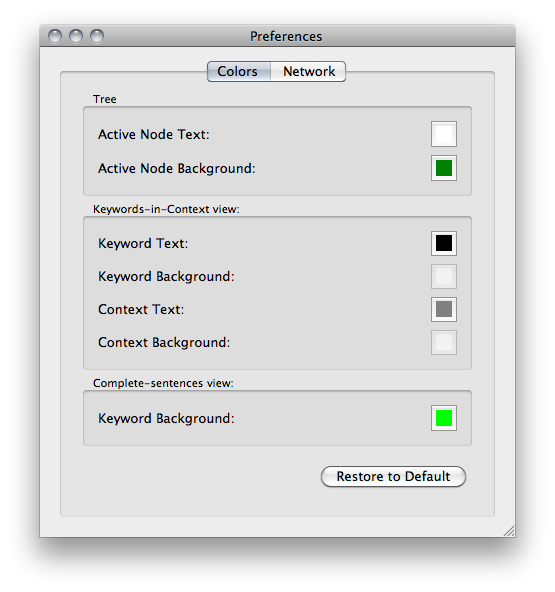 Preferences
Colors Network
Tree
Active Node Text:
Active Node Background:
Keywords-in-Context view:
Keyword Text:
Keyword Background:
Context Text:
Context Background:
Complete-sentences view:
Keyword Background:
Restore to Default